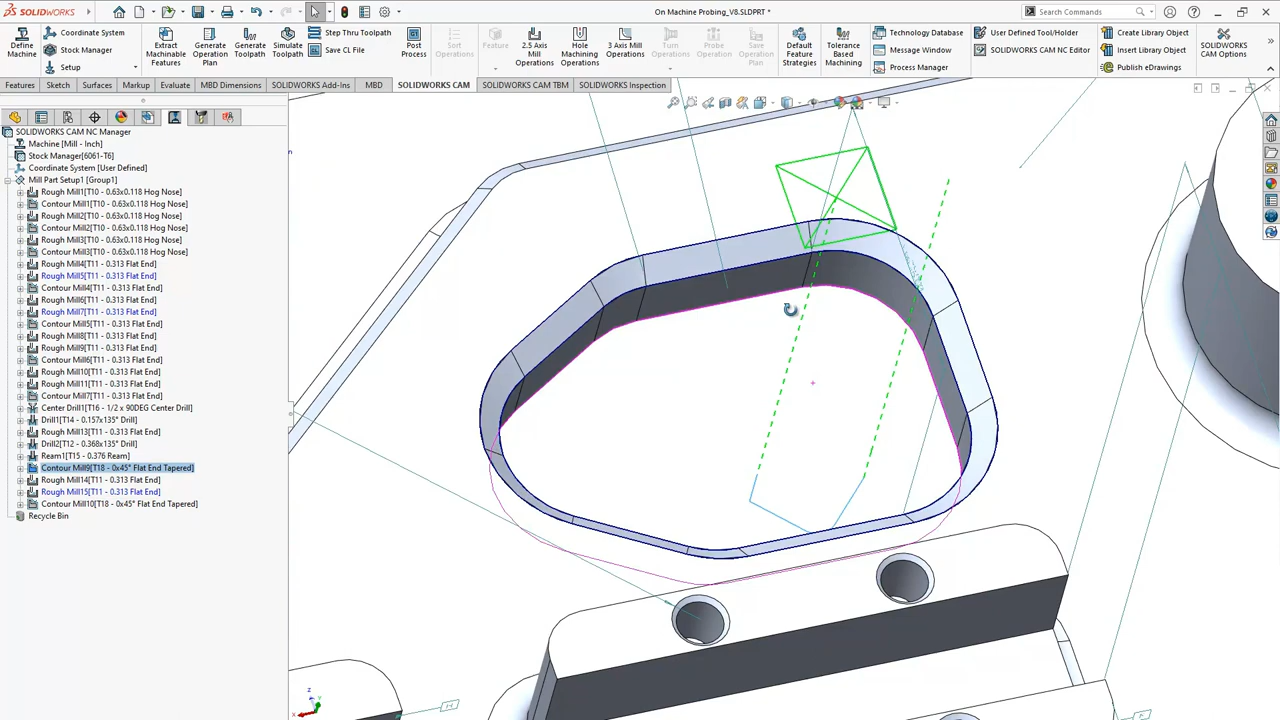 SOLIDWORKS
On Machine Probing_V8.SLDPRT *
Search Commands
Define Machine
Coordinate System
Stock Manager
Setup
Extract Machinable Features
Generate Operation Plan
Generate Toolpath
Simulate Toolpath
Step Thru Toolpath
Save CL File
Post Process
Sort Operations
Feature
2.5 Axis Mill Operations
Hole Machining Operations
3 Axis Mill Operations
Turn Operations
Probe Operation
Save Operation Plan
Default Feature Strategies
Tolerance Based Machining
Technology Database
Message Window
Process Manager
User Defined Tool/Holder
SOLIDWORKS CAM NC Editor
Create Library Object
Insert Library Object
Publish eDrawings
SOLIDWORKS CAM Options
Features
Sketch
Surfaces
Markup
Evaluate
MBD Dimensions
SOLIDWORKS Add-Ins
MBD
SOLIDWORKS CAM
SOLIDWORKS CAM TBM
SOLIDWORKS Inspection
SOLIDWORKS CAM NC Manager
Machine [Mill - Inch]
Stock Manager[6061-T6]
Coordinate System [User Defined]
Mill Part Setup1 [Group1]
Rough Mill1[T10 - 0.63x0.118 Hog Nose]
Contour Mill1[T10 - 0.63x0.118 Hog Nose]
Rough Mill2[T10 - 0.63x0.118 Hog Nose]
Contour Mill2[T10 - 0.63x0.118 Hog Nose]
Rough Mill3[T10 - 0.63x0.118 Hog Nose]
Contour Mill3[T10 - 0.63x0.118 Hog Nose]
Rough Mill4[T11 - 0.313 Flat End]
Rough Mill5[T11 - 0.313 Flat End]
Contour Mill4[T11 - 0.313 Flat End]
Rough Mill6[T11 - 0.313 Flat End]
Rough Mill7[T11 - 0.313 Flat End]
Contour Mill5[T11 - 0.313 Flat End]
Rough Mill8[T11 - 0.313 Flat End]
Rough Mill9[T11 - 0.313 Flat End]
Contour Mill6[T11 - 0.313 Flat End]
Rough Mill10[T11 - 0.313 Flat End]
Rough Mill11[T11 - 0.313 Flat End]
Contour Mill7[T11 - 0.313 Flat End]
Center Drill1[T16 - 1/2 x 90DEG Center Drill]
Drill1[T14 - 0.157x135° Drill]
Rough Mill13[T11 - 0.313 Flat End]
Drill2[T12 - 0.368x135° Drill]
Ream1[T15 - 0.376 Ream]
Contour Mill9[T18 - 0x45° Flat End Tapered]
Rough Mill14[T11 - 0.313 Flat End]
Rough Mill15[T11 - 0.313 Flat End]
Contour Mill10[T18 - 0x45° Flat End Tapered]
Recycle Bin